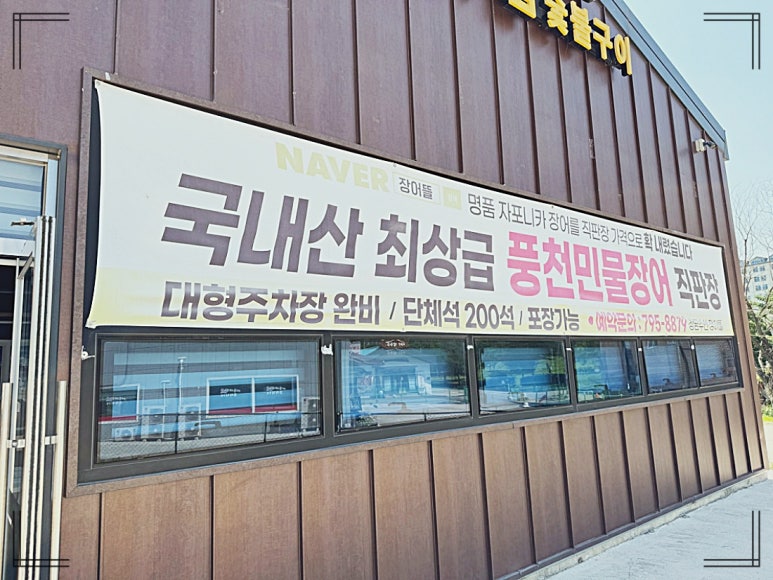 숯불구이
NAVER 장어뜰
명품 자포니카 장어를 직판장 가격으로 확 내렸습니다
국내산 최상급 풍천민물장어 직판장
대형주차장 완비 / 단체석 200석 / 포장가능 • 예약문의 : 795-8879